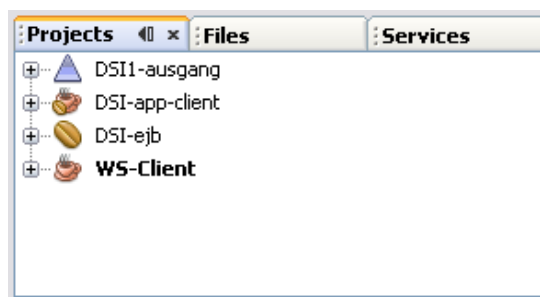 Projects Files Services
DSI1-ausgang
DSI-app-client
DSI-ejb
WS-Client